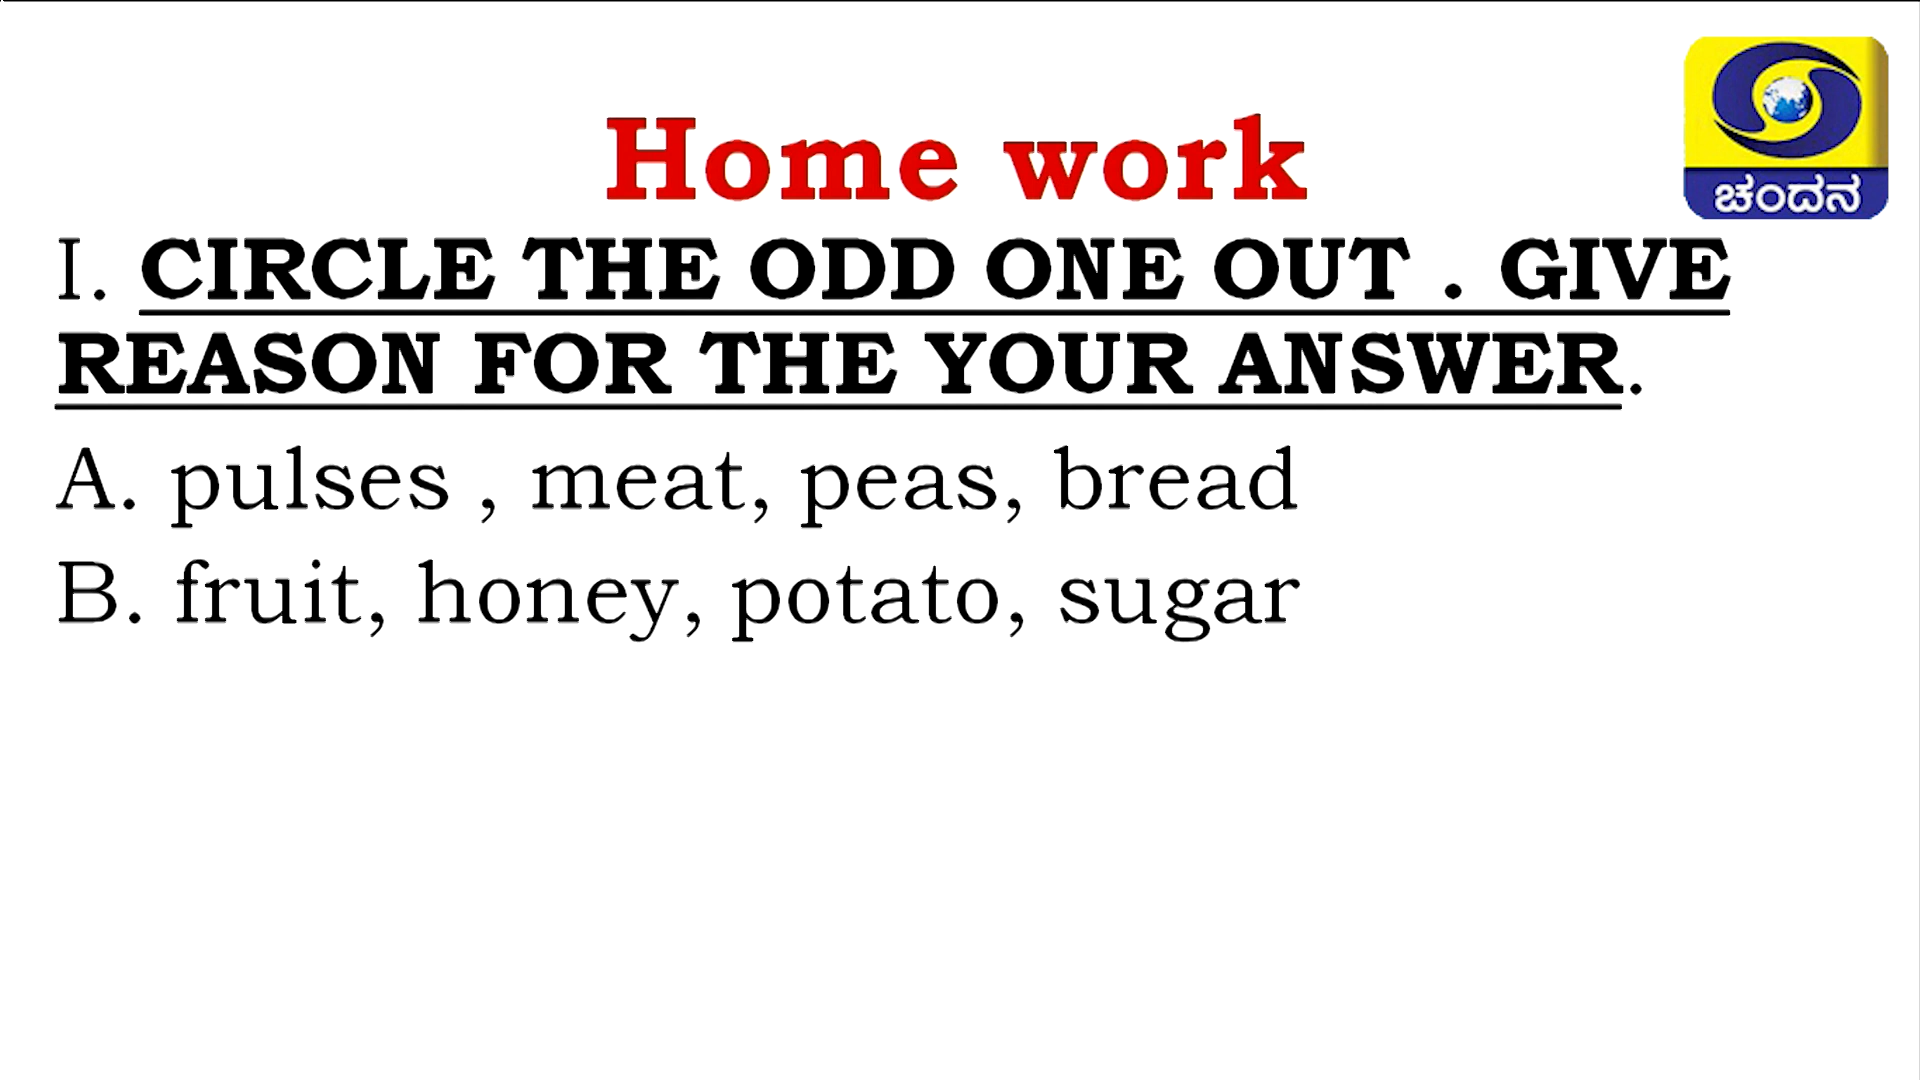 Home work
ಚಂದನ
I. CIRCLE THE ODD ONE OUT . GIVE
REASON FOR THE YOUR ANSWER.
A. pulses , meat, peas, bread
B. fruit, honey, potato, sugar